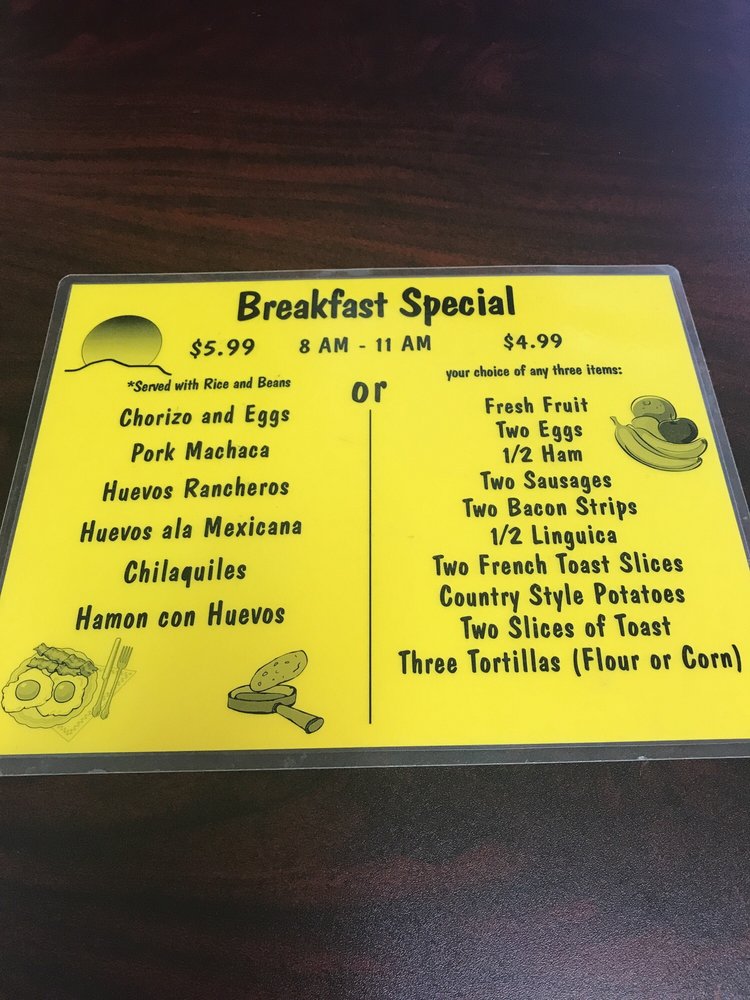 Breakfast Special
$5.99 8 AM - 11 AM $4.99
*Served with Rice and Beans
Chorizo and Eggs
Pork Machaca
Huevos Rancheros
Huevos ala Mexicana
Chilaquiles
Hamon con Huevos
or
your choice of any three items:
Fresh Fruit
Two Eggs
1/2 Ham
Two Sausages
Two Bacon Strips
1/2 Linguica
Two French Toast Slices
Country Style Potatoes
Two Slices of Toast
Three Tortillas (Flour or Corn)